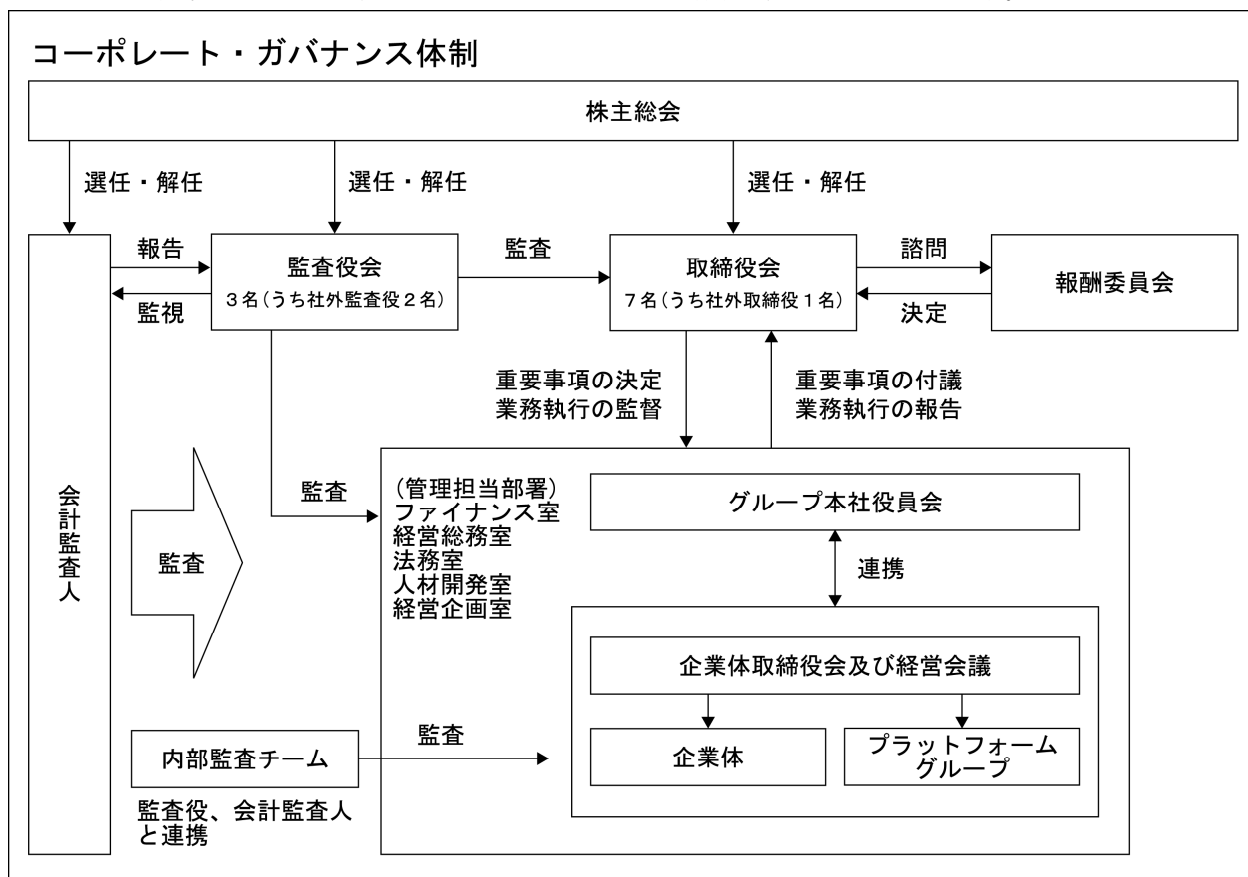 コーポレート・ガバナンス体制
株主総会
選任・解任
選任・解任
選任・解任
報告
監視
監査役会
3名(うち社外監査役2名)
監査
取締役会
7名(うち社外取締役1名)
諮問
決定
報酬委員会
重要事項の決定
業務執行の監督
重要事項の付議
業務執行の報告
会計監査人
監査
監査
(管理担当部署)
ファイナンス室
経営総務室
法務室
人材開発室
経営企画室
グループ本社役員会
連携
企業体取締役会及び経営会議
企業体
プラットフォーム
グループ
内部監査チーム
監査
監査役、会計監査人
と連携